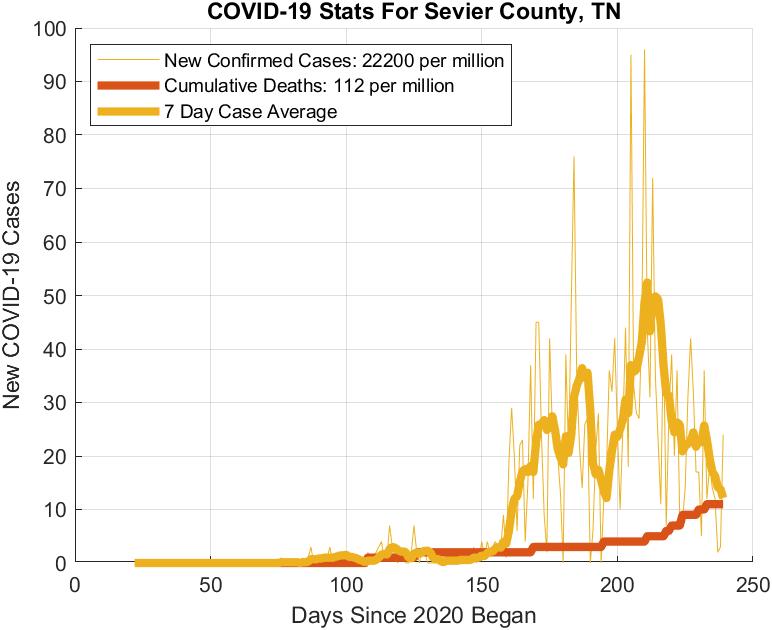 COVID-19 Stats For Sevier County, TN
New Confirmed Cases: 22200 per million
Cumulative Deaths: 112 per million
7 Day Case Average
New COVID-19 Cases
100
90
80
70
60
50
40
30
20
10
0
0 50 100 150 200 250
Days Since 2020 Began